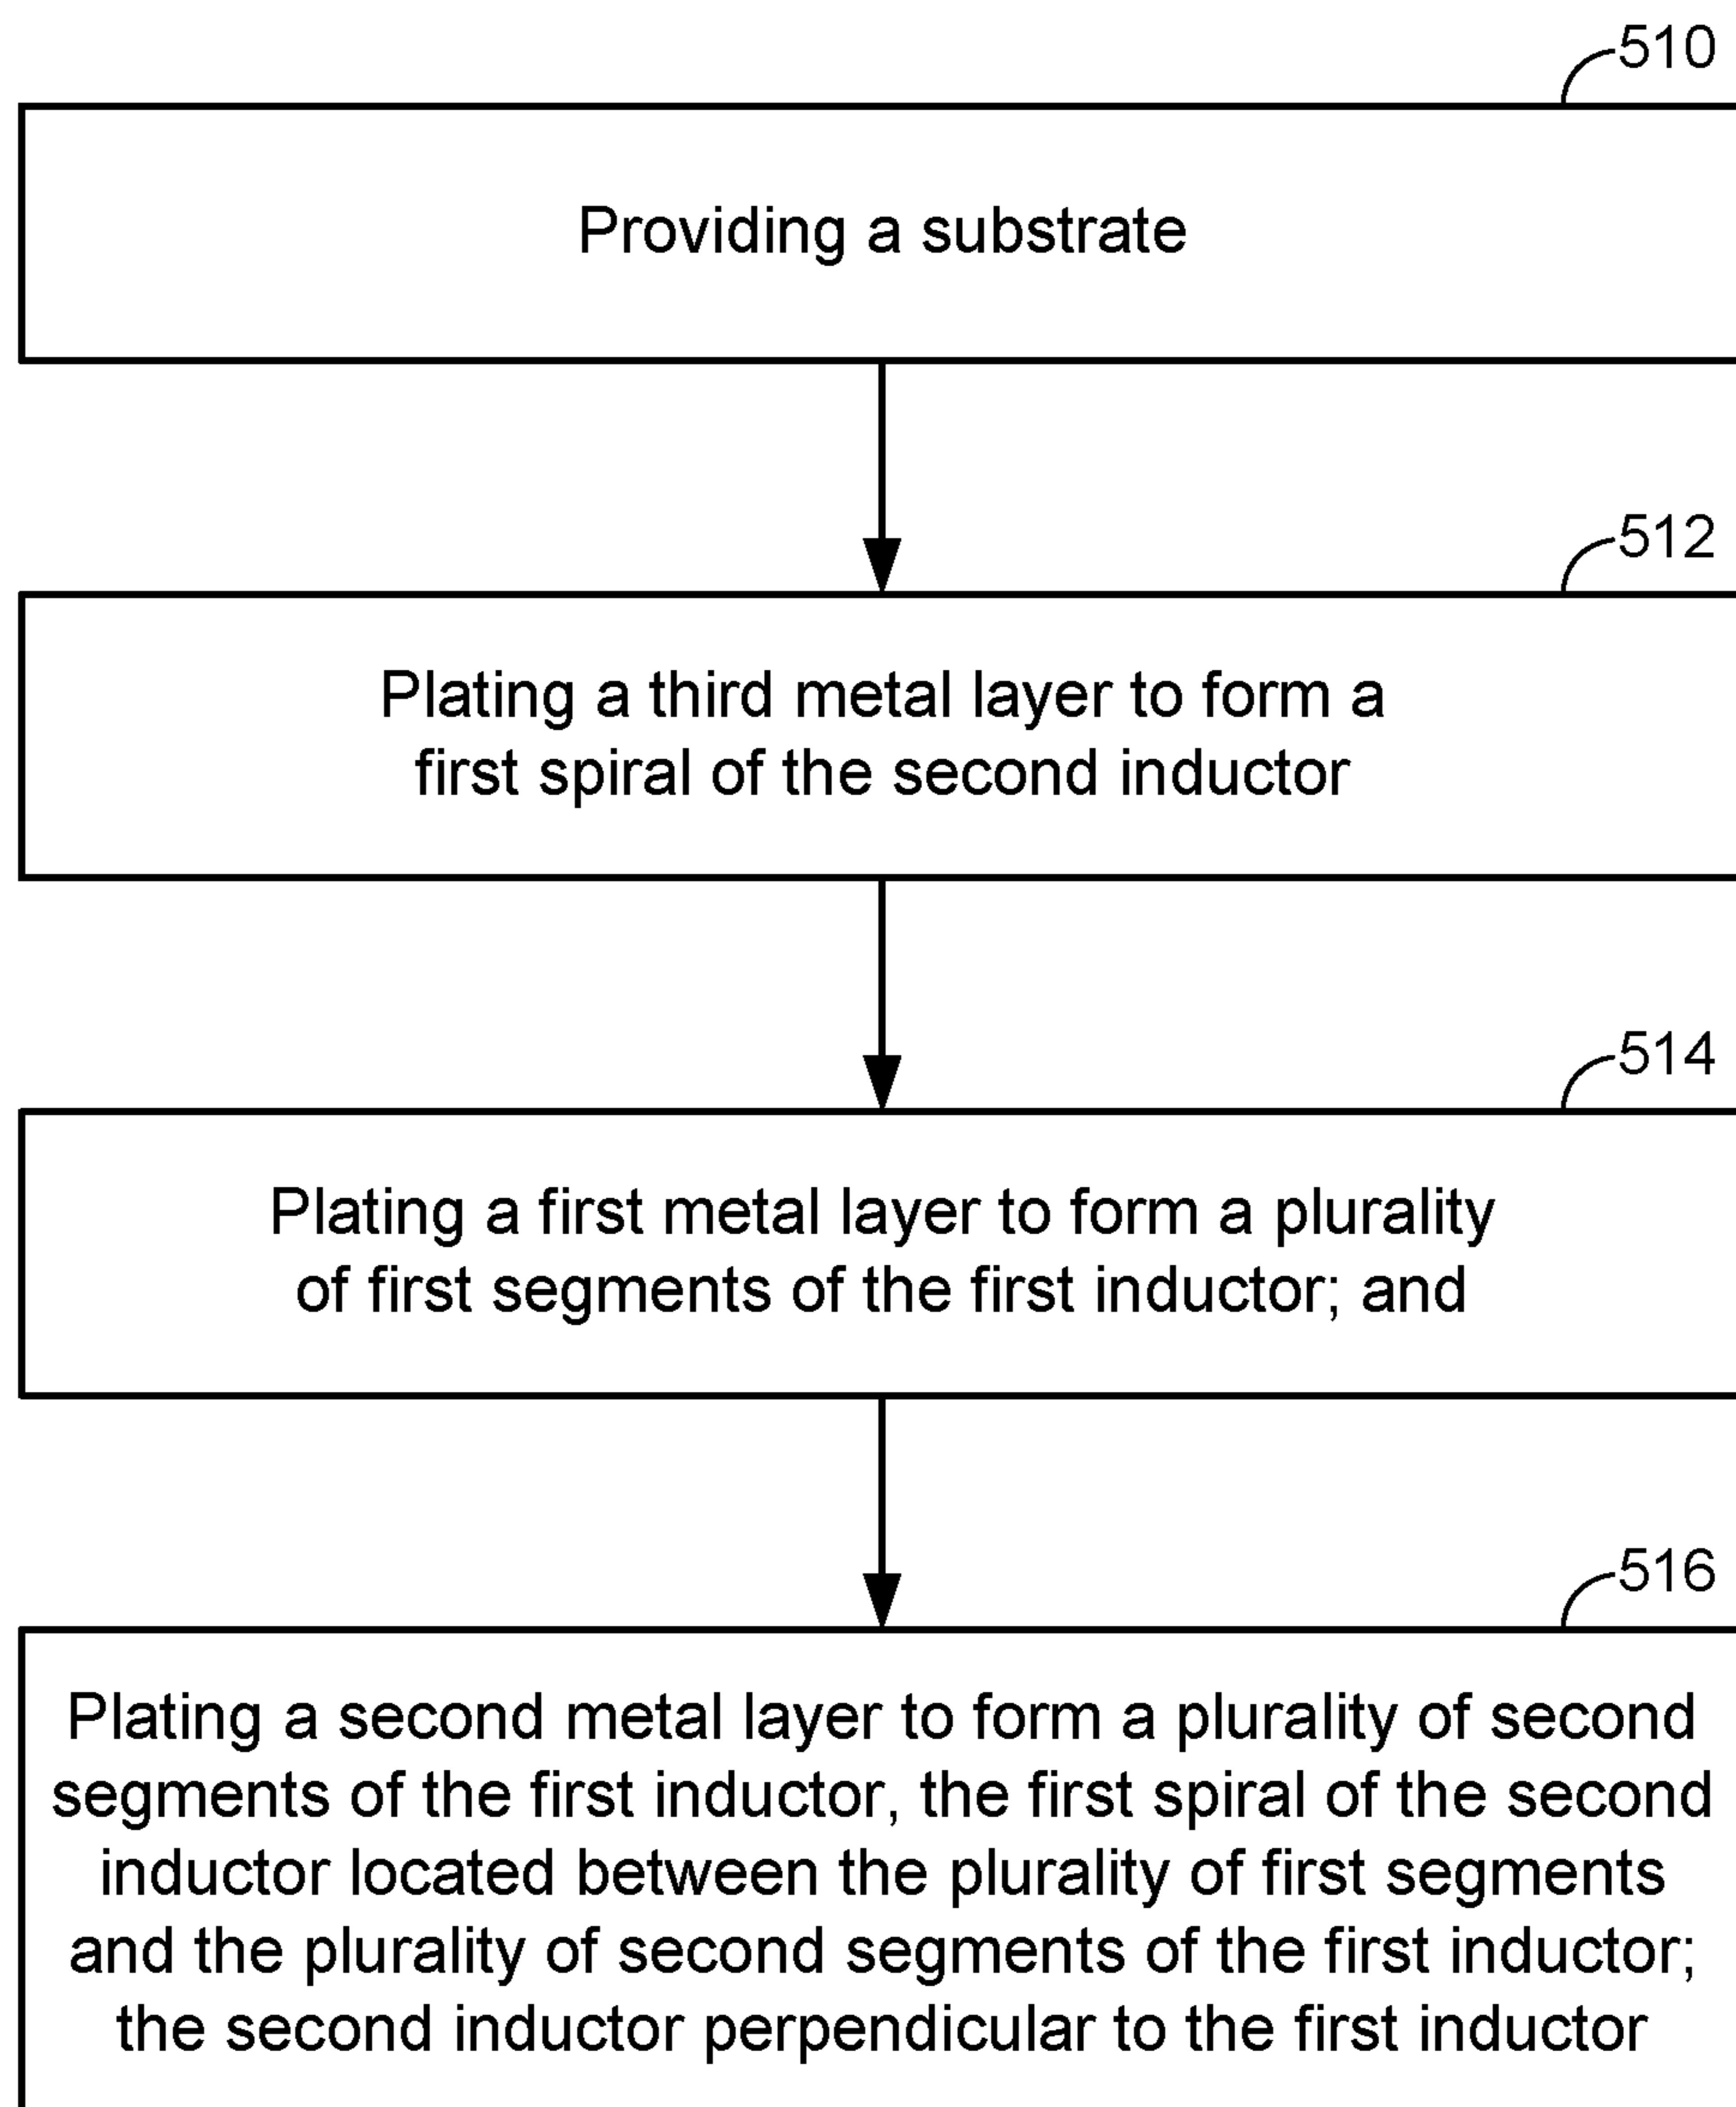 510
Providing a substrate
512
Plating a third metal layer to form a
first spiral of the second inductor
514
Plating a first metal layer to form a plurality
of first segments of the first inductor; and
516
Plating a second metal layer to form a plurality of second
segments of the first inductor, the first spiral of the second
inductor located between the plurality of first segments
and the plurality of second segments of the first inductor;
the second inductor perpendicular to the first inductor